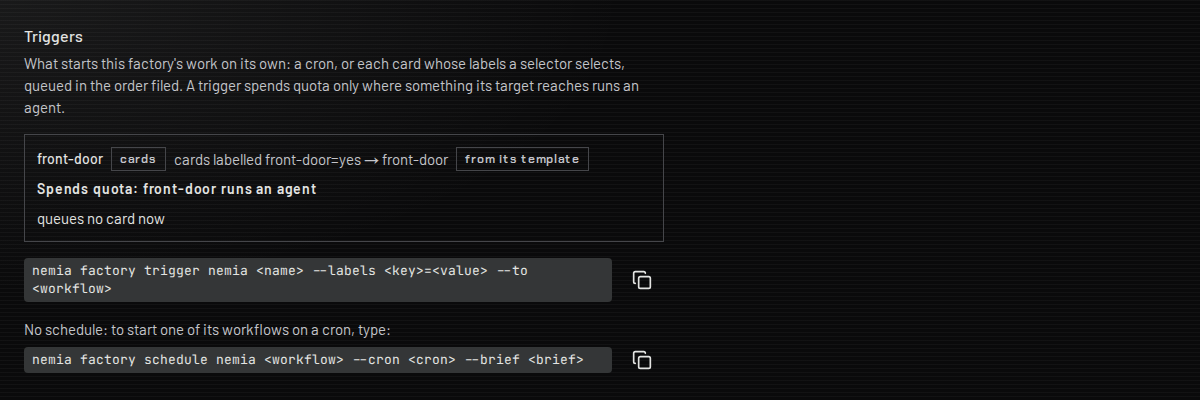 Triggers
What starts this factory's work on its own: a cron, or each card whose labels a selector selects,
queued in the order filed. A trigger spends quota only where something its target reaches runs an
agent.
front-door cards cards labelled front-door=yes → front-door from its template
Spends quota: front-door runs an agent
queues no card now
nemia factory trigger nemia <name> --labels <key>=<value> --to
<workflow>
No schedule: to start one of its workflows on a cron, type:
nemia factory schedule nemia <workflow> --cron <cron> --brief <brief>